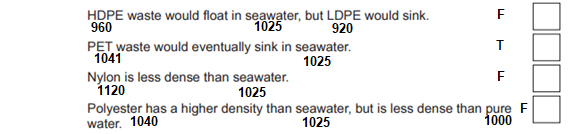 HDPE waste would float in seawater, but LDPE would sink. F
960 1025 920
PET waste would eventually sink in seawater. T
1041 1025
Nylon is less dense than seawater. F
1120 1025
Polyester has a higher density than seawater, but is less dense than pure F
water. 1040 1025 1000